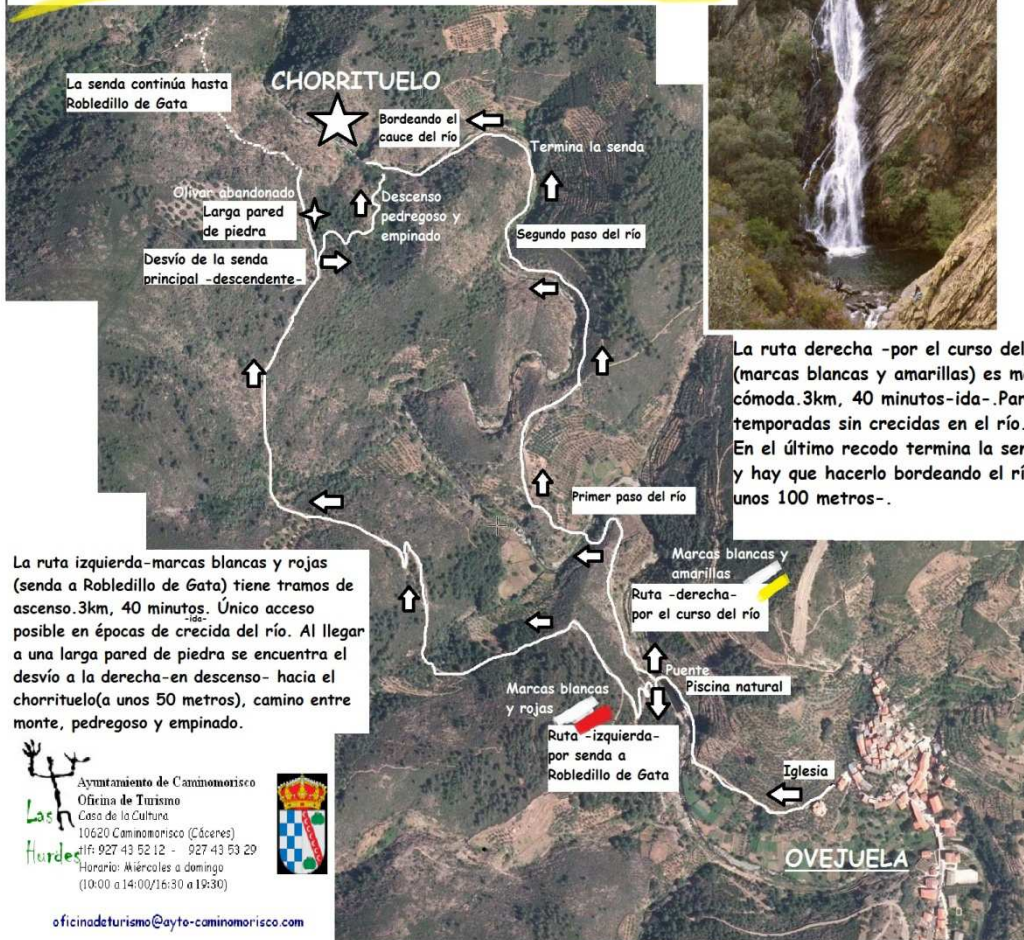 La senda continúa hasta
Robledillo de Gata
CHORRITUELO
Bordeando el
cauce del río
Termina la senda
Olivar abandonado
Larga pared
de piedra
Descenso
pedregoso y
empinado
Desvío de la senda
principal -descendente-
Segundo paso del río
La ruta derecha -por el curso del
(marcas blancas y amarillas) es m
cómoda.3km, 40 minutos-ida-.Par
temporadas sin crecidas en el río.
En el último recodo termina la se
y hay que hacerlo bordeando el r
unos 100 metros-.
Primer paso del río
Marcas blancas y
amarillas
Ruta -derecha-
por el curso del río
La ruta izquierda-marcas blancas y rojas
(senda a Robledillo de Gata) tiene tramos de
ascenso.3km, 40 minutos. Único acceso
-ida-
posible en épocas de crecida del río. Al llegar
a una larga pared de piedra se encuentra el
desvío a la derecha-en descenso- hacia el
chorrituelo(a unos 50 metros), camino entre
monte, pedregoso y empinado.
Puente
Piscina natural
Marcas blancas
y rojas
Ruta -izquierda-
por senda a
Robledillo de Gata
Iglesia
OVEJUELA
Las
Hurdes
Ayuntamiento de Caminomorisco
Oficina de Turismo
Casa de la Cultura
10620 Caminomorisco (Cáceres)
tlf: 927 43 52 12 - 927 43 53 29
Horario: Miércoles a domingo
(10:00 a 14:00/16:30 a 19:30)
oficinadeturismo@ayto-caminomorisco.com